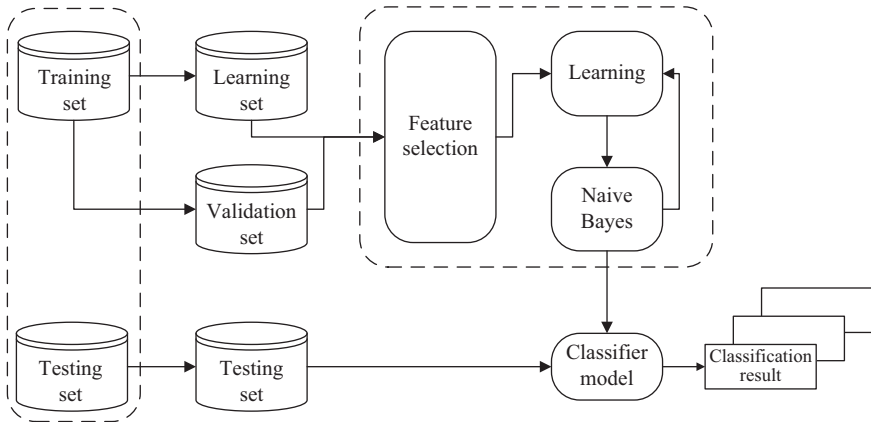 Training
set
Learning
set
Feature
selection
Learning
Validation
set
Naive
Bayes
Testing
set
Testing
set
Classifier
model
Classification
result